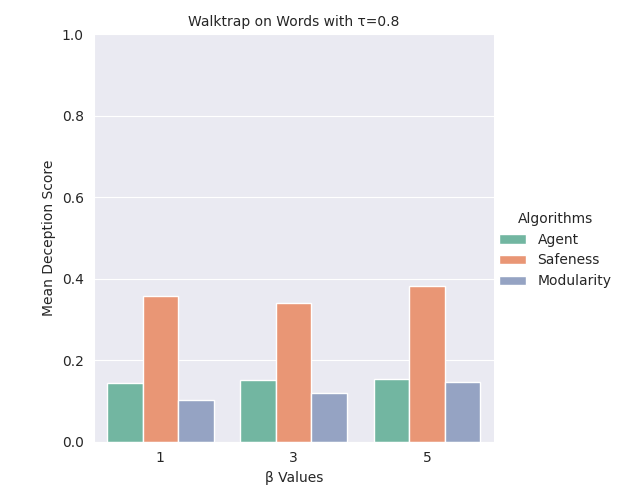 Walktrap on Words with τ=0.8
1.0
0.8
0.6
0.4
0.2
0.0
Mean Deception Score
1 3 5
β Values
Algorithms
Agent
Safeness
Modularity